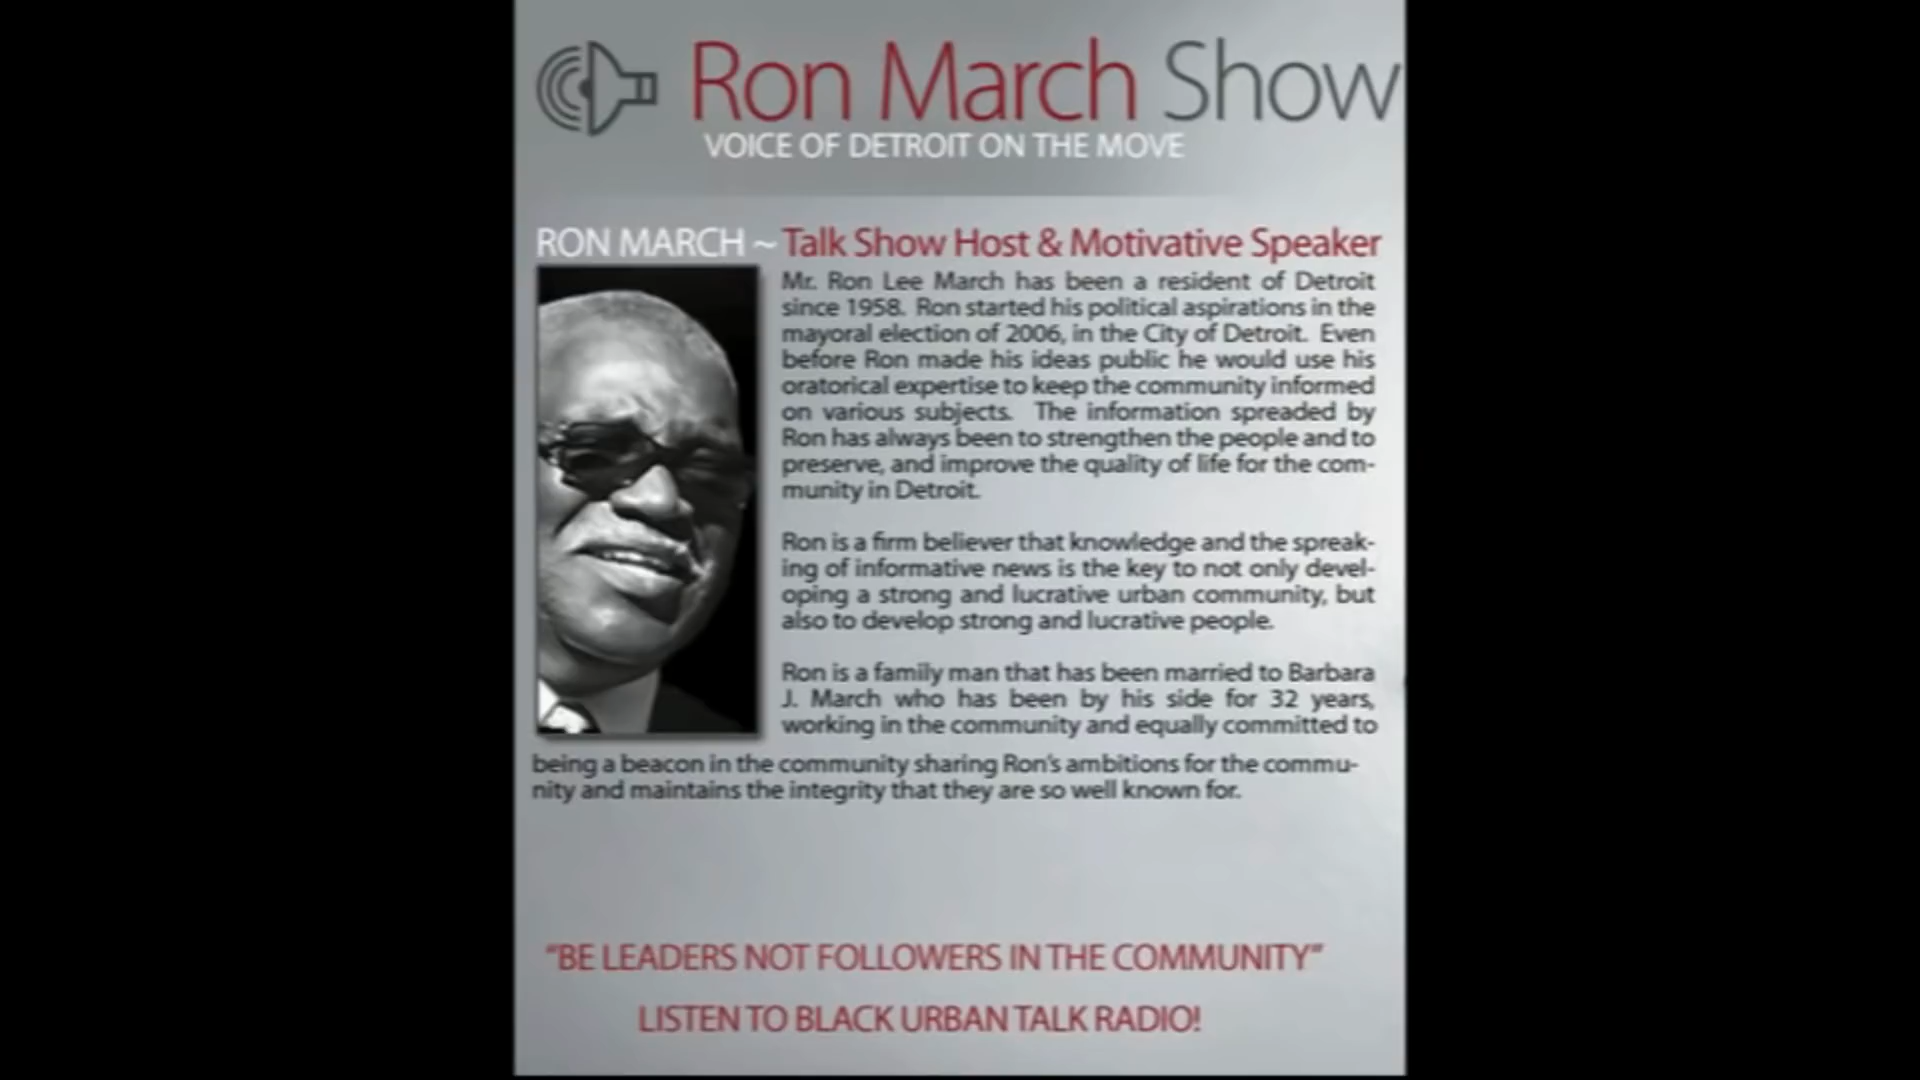 Ron March Show
VOICE OF DETROIT ON THE MOVE
RON MARCH ~ Talk Show Host & Motivative Speaker
Mr. Ron Lee March has been a resident of Detroit
since 1958. Ron started his political aspirations in the
mayoral election of 2006, in the City of Detroit. Even
before Ron made his ideas public he would use his
oratorical expertise to keep the community informed
on various subjects. The information spreaded by
Ron has always been to strengthen the people and to
preserve, and improve the quality of life for the com-
munity in Detroit.
Ron is a firm believer that knowledge and the spreak-
ing of informative news is the key to not only devel-
oping a strong and lucrative urban community, but
also to develop strong and lucrative people.
Ron is a family man that has been married to Barbara
J. March who has been by his side for 32 years,
working in the community and equally committed to
being a beacon in the community sharing Ron's ambitions for the commu-
nity and maintains the integrity that they are so well known for.
"BE LEADERS NOT FOLLOWERS IN THE COMMUNITY"
LISTEN TO BLACK URBAN TALK RADIO!